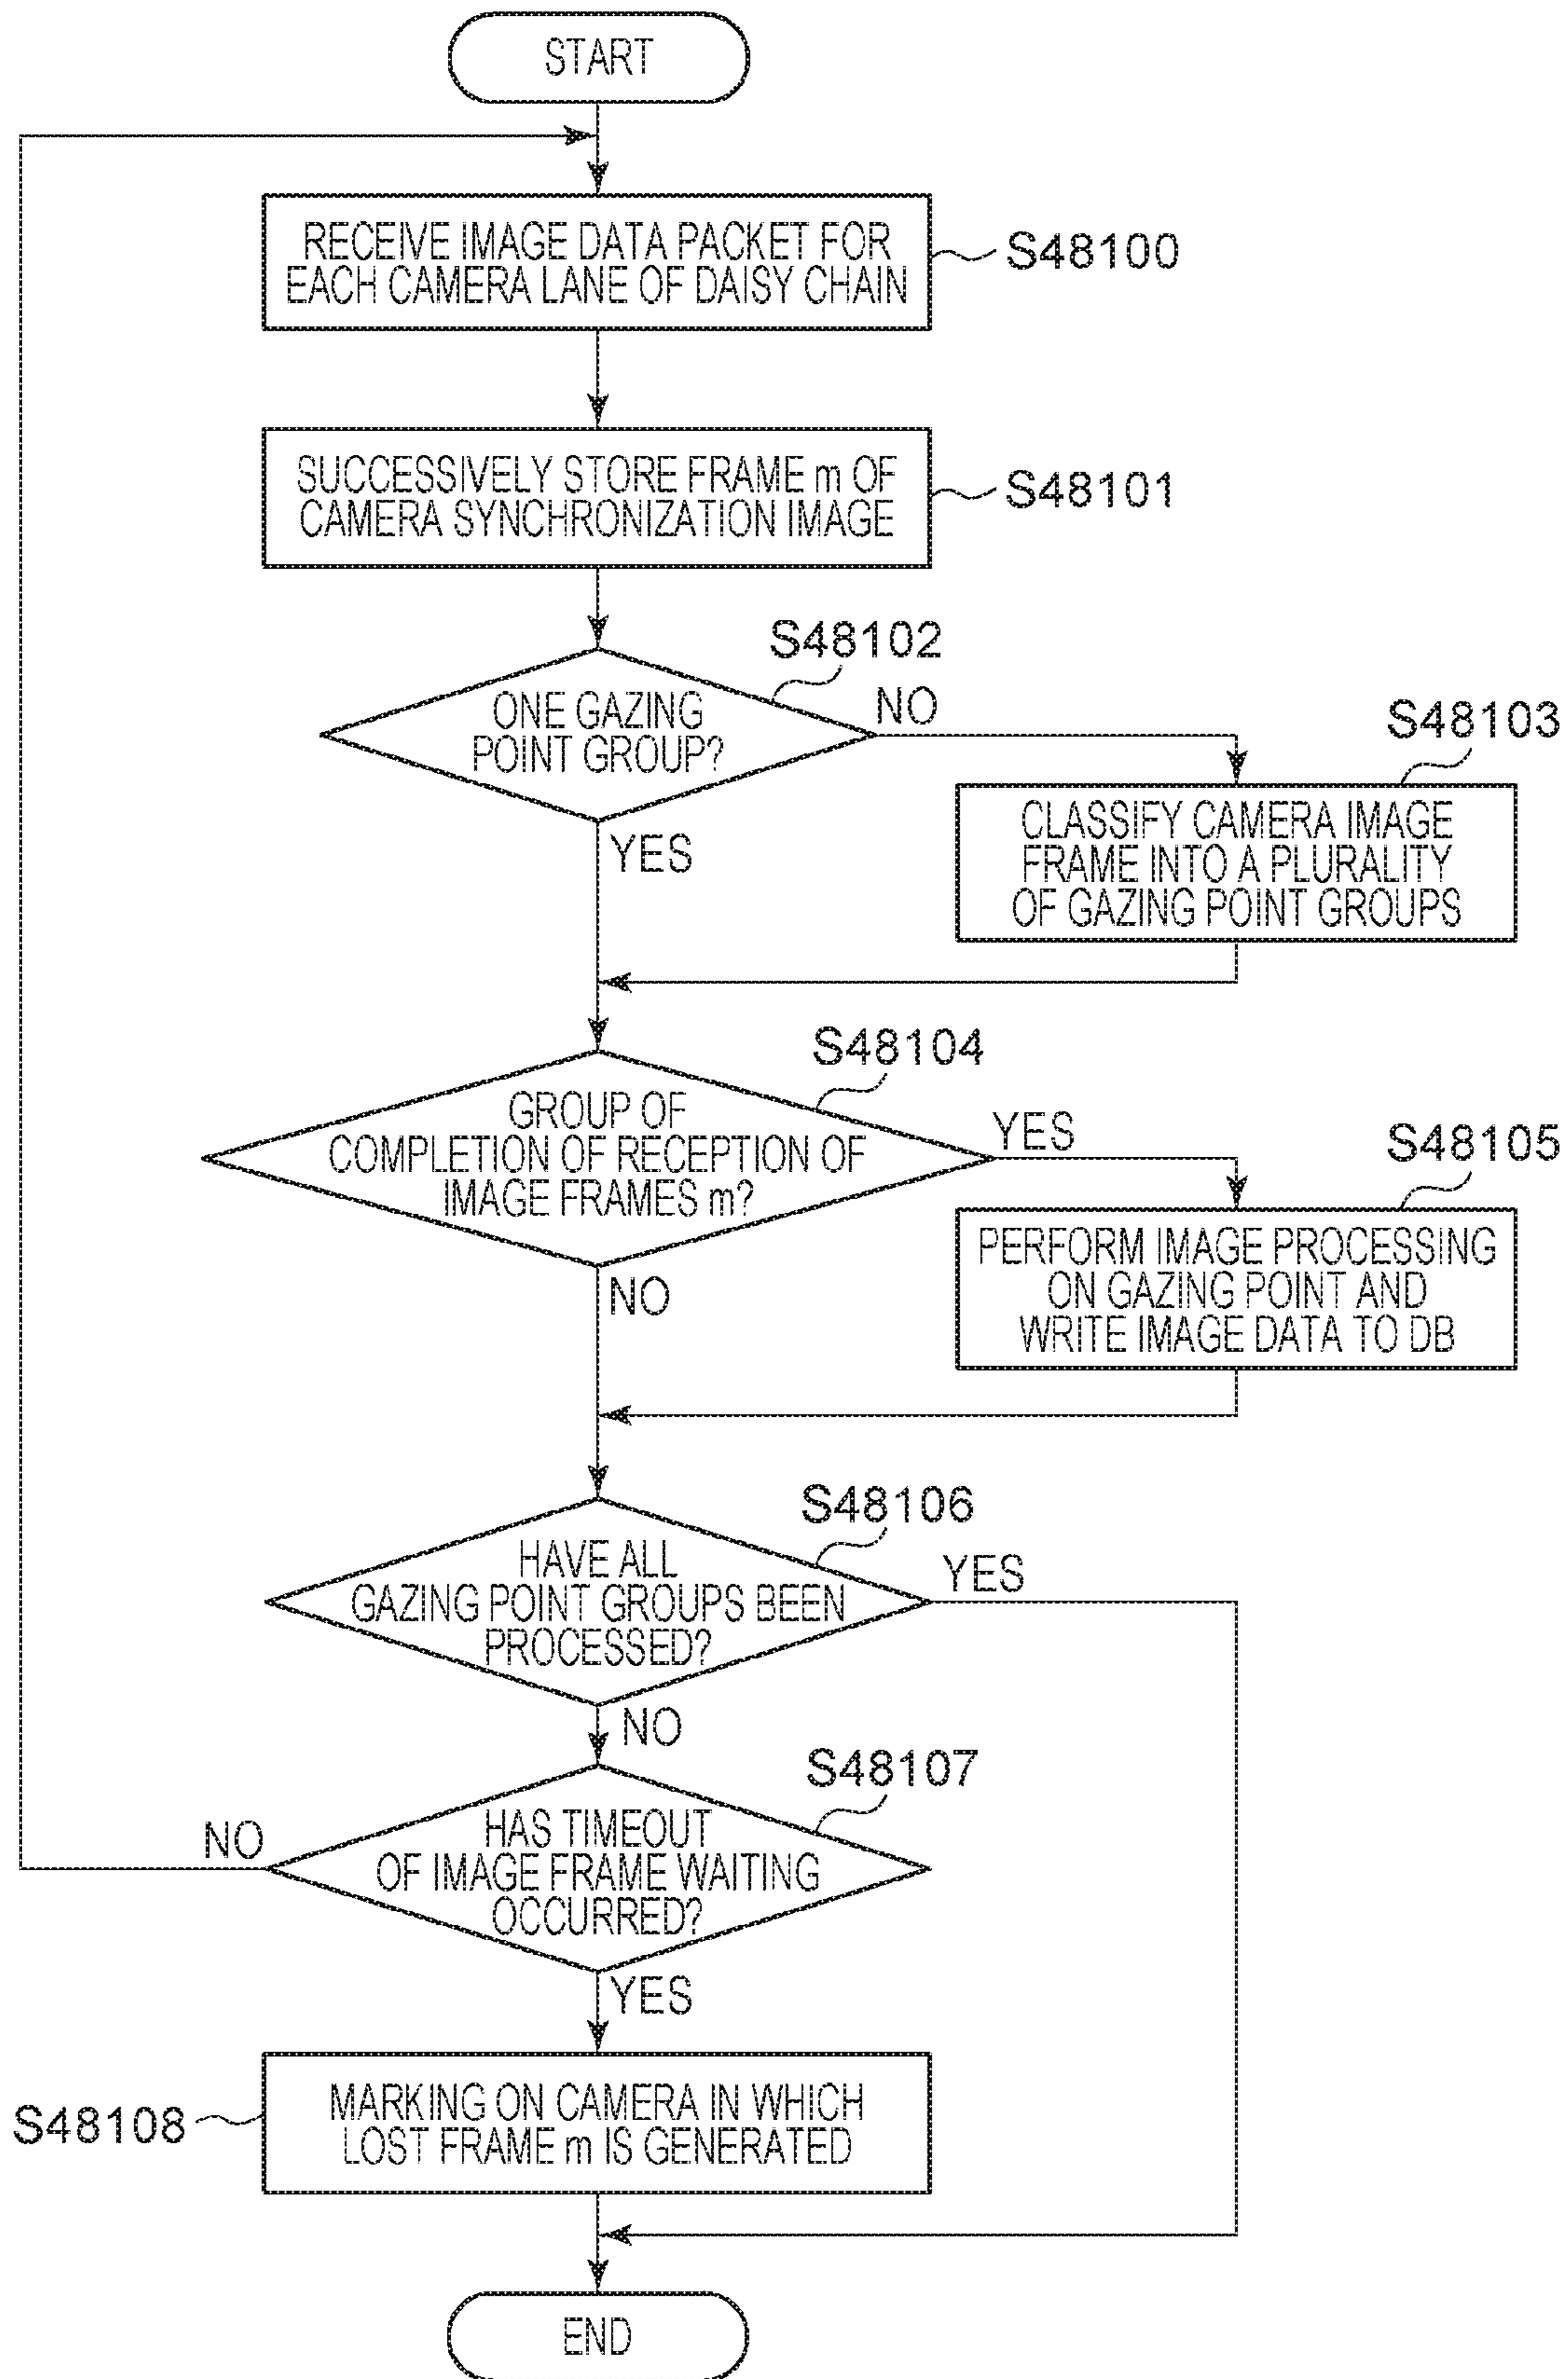 START
RECEIVE IMAGE DATA PACKET FOR
EACH CAMERA LANE OF DAISY CHAIN
S48100
SUCCESSIVELY STORE FRAME m OF
CAMERA SYNCHRONIZATION IMAGE
S48101
S48102
ONE GAZING
POINT GROUP?
NO
YES
S48103
CLASSIFY CAMERA IMAGE
FRAME INTO A PLURALITY
OF GAZING POINT GROUPS
S48104
GROUP OF
COMPLETION OF RECEPTION OF
IMAGE FRAMES m?
YES
NO
S48105
PERFORM IMAGE PROCESSING
ON GAZING POINT AND
WRITE IMAGE DATA TO DB
S48106
HAVE ALL
GAZING POINT GROUPS BEEN
PROCESSED?
YES
NO
S48107
HAS TIMEOUT
OF IMAGE FRAME WAITING
OCCURRED?
NO
YES
S48108
MARKING ON CAMERA IN WHICH
LOST FRAME m IS GENERATED
END